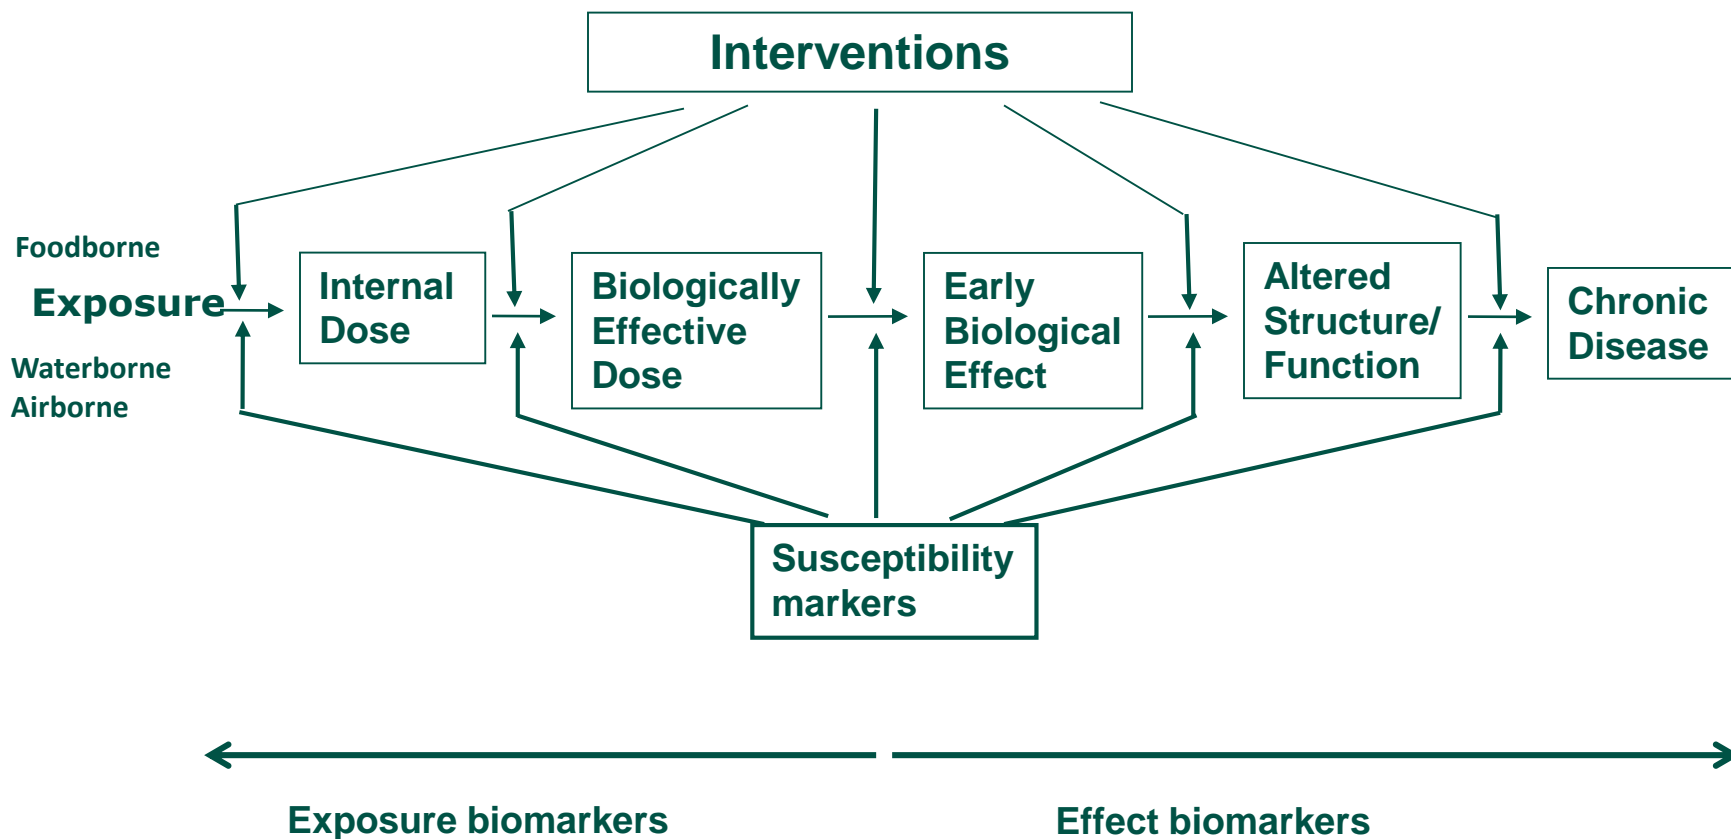 Interventions
Foodborne
Exposure
Waterborne
Airborne
Internal
Dose
Biologically
Effective
Dose
Early
Biological
Effect
Altered
Structure/
Function
Chronic
Disease
Susceptibility
markers
Exposure biomarkers
Effect biomarkers